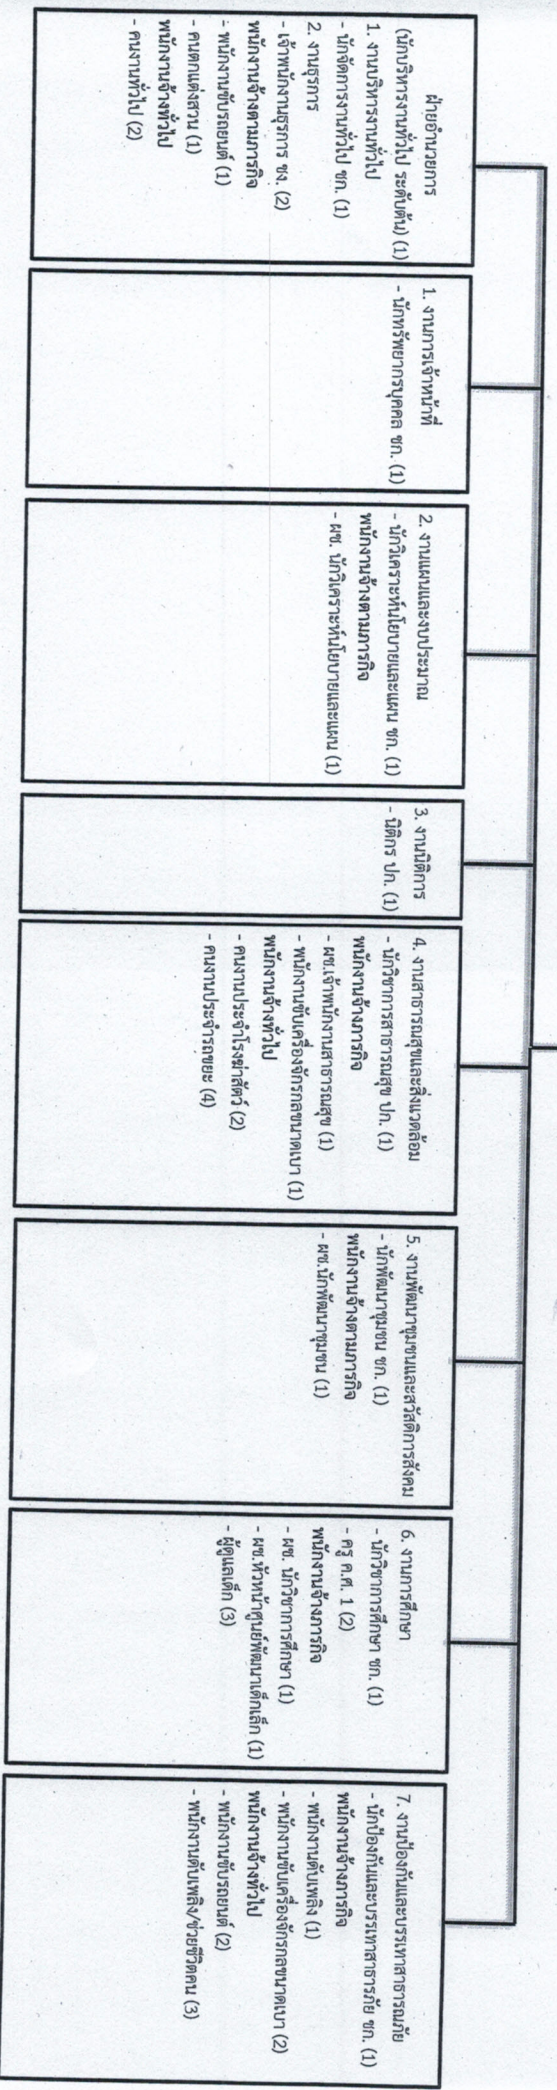 ฝ่ายอำนวยการ
(นักบริหารงานทั่วไป ระดับต้น) (1)
1. งานบริหารงานทั่วไป
- นักจัดการงานทั่วไป ชก. (1)
2. งานธุรการ
- เจ้าพนักงานธุรการ ชง. (2)
พนักงานจ้างตามภารกิจ
- พนักงานขับรถยนต์ (1)
- คนตกแต่งสวน (1)
พนักงานจ้างทั่วไป
- คนงานทั่วไป (2)
1. งานการเจ้าหน้าที่
- นักทรัพยากรบุคคล ชก. (1)
2. งานแผนและงบประมาณ
- นักวิเคราะห์นโยบายและแผน ชก. (1)
พนักงานจ้างตามภารกิจ
- ผช. นักวิเคราะห์นโยบายและแผน (1)
3. งานนิติการ
- นิติกร ปก. (1)
4. งานสาธารณสุขและสิ่งแวดล้อม
- นักวิชาการสาธารณสุข ปก. (1)
พนักงานจ้างภารกิจ
- ผช.เจ้าพนักงานสาธารณสุข (1)
- พนักงานขับเครื่องจักรกลขนาดเบา (1)
พนักงานจ้างทั่วไป
- คนงานประจำโรงฆ่าสัตว์ (2)
- คนงานประจำรถขยะ (4)
5. งานพัฒนาชุมชนและสวัสดิการสังคม
- นักพัฒนาชุมชน ชก. (1)
พนักงานจ้างตามภารกิจ
- ผช.นักพัฒนาชุมชน (1)
6. งานการศึกษา
- นักวิชาการศึกษา ชก. (1)
- ครู ค.ศ. 1 (2)
พนักงานจ้างภารกิจ
- ผช. นักวิชาการศึกษา (1)
- ผช.หัวหน้าศูนย์พัฒนาเด็กเล็ก (1)
- ผู้ดูแลเด็ก (3)
7. งานป้องกันและบรรเทาสาธารณภัย
- นักป้องกันและบรรเทาสาธารภัย ชก. (1)
พนักงานจ้างภารกิจ
- พนักงานดับเพลิง (1)
- พนักงานขับเครื่องจักรกลขนาดเบา (2)
พนักงานจ้างทั่วไป
- พนักงานขับรถยนต์ (2)
- พนักงานดับเพลิง/ช่วยชีวิตคน (3)